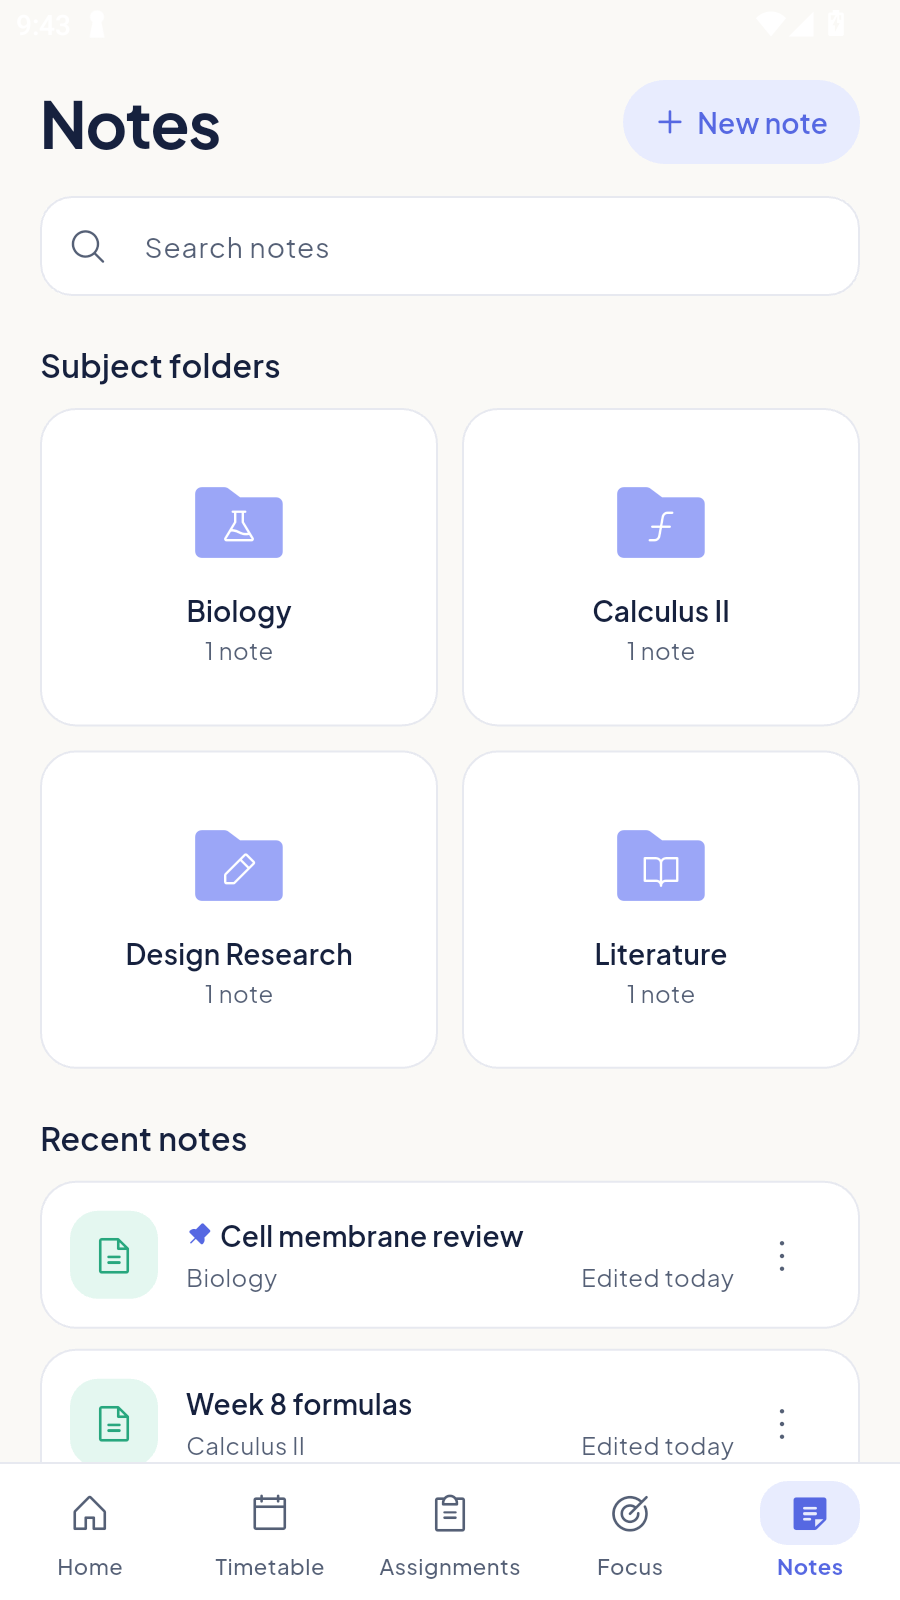 9:43
Notes
New note
Search notes
Subject folders
Biology
1 note
Calculus II
1 note
Design Research
1 note
Literature
1 note
Recent notes
Cell membrane review
Biology
Edited today
Week 8 formulas
Calculus II
Edited today
Home
Timetable
Assignments
Focus
Notes